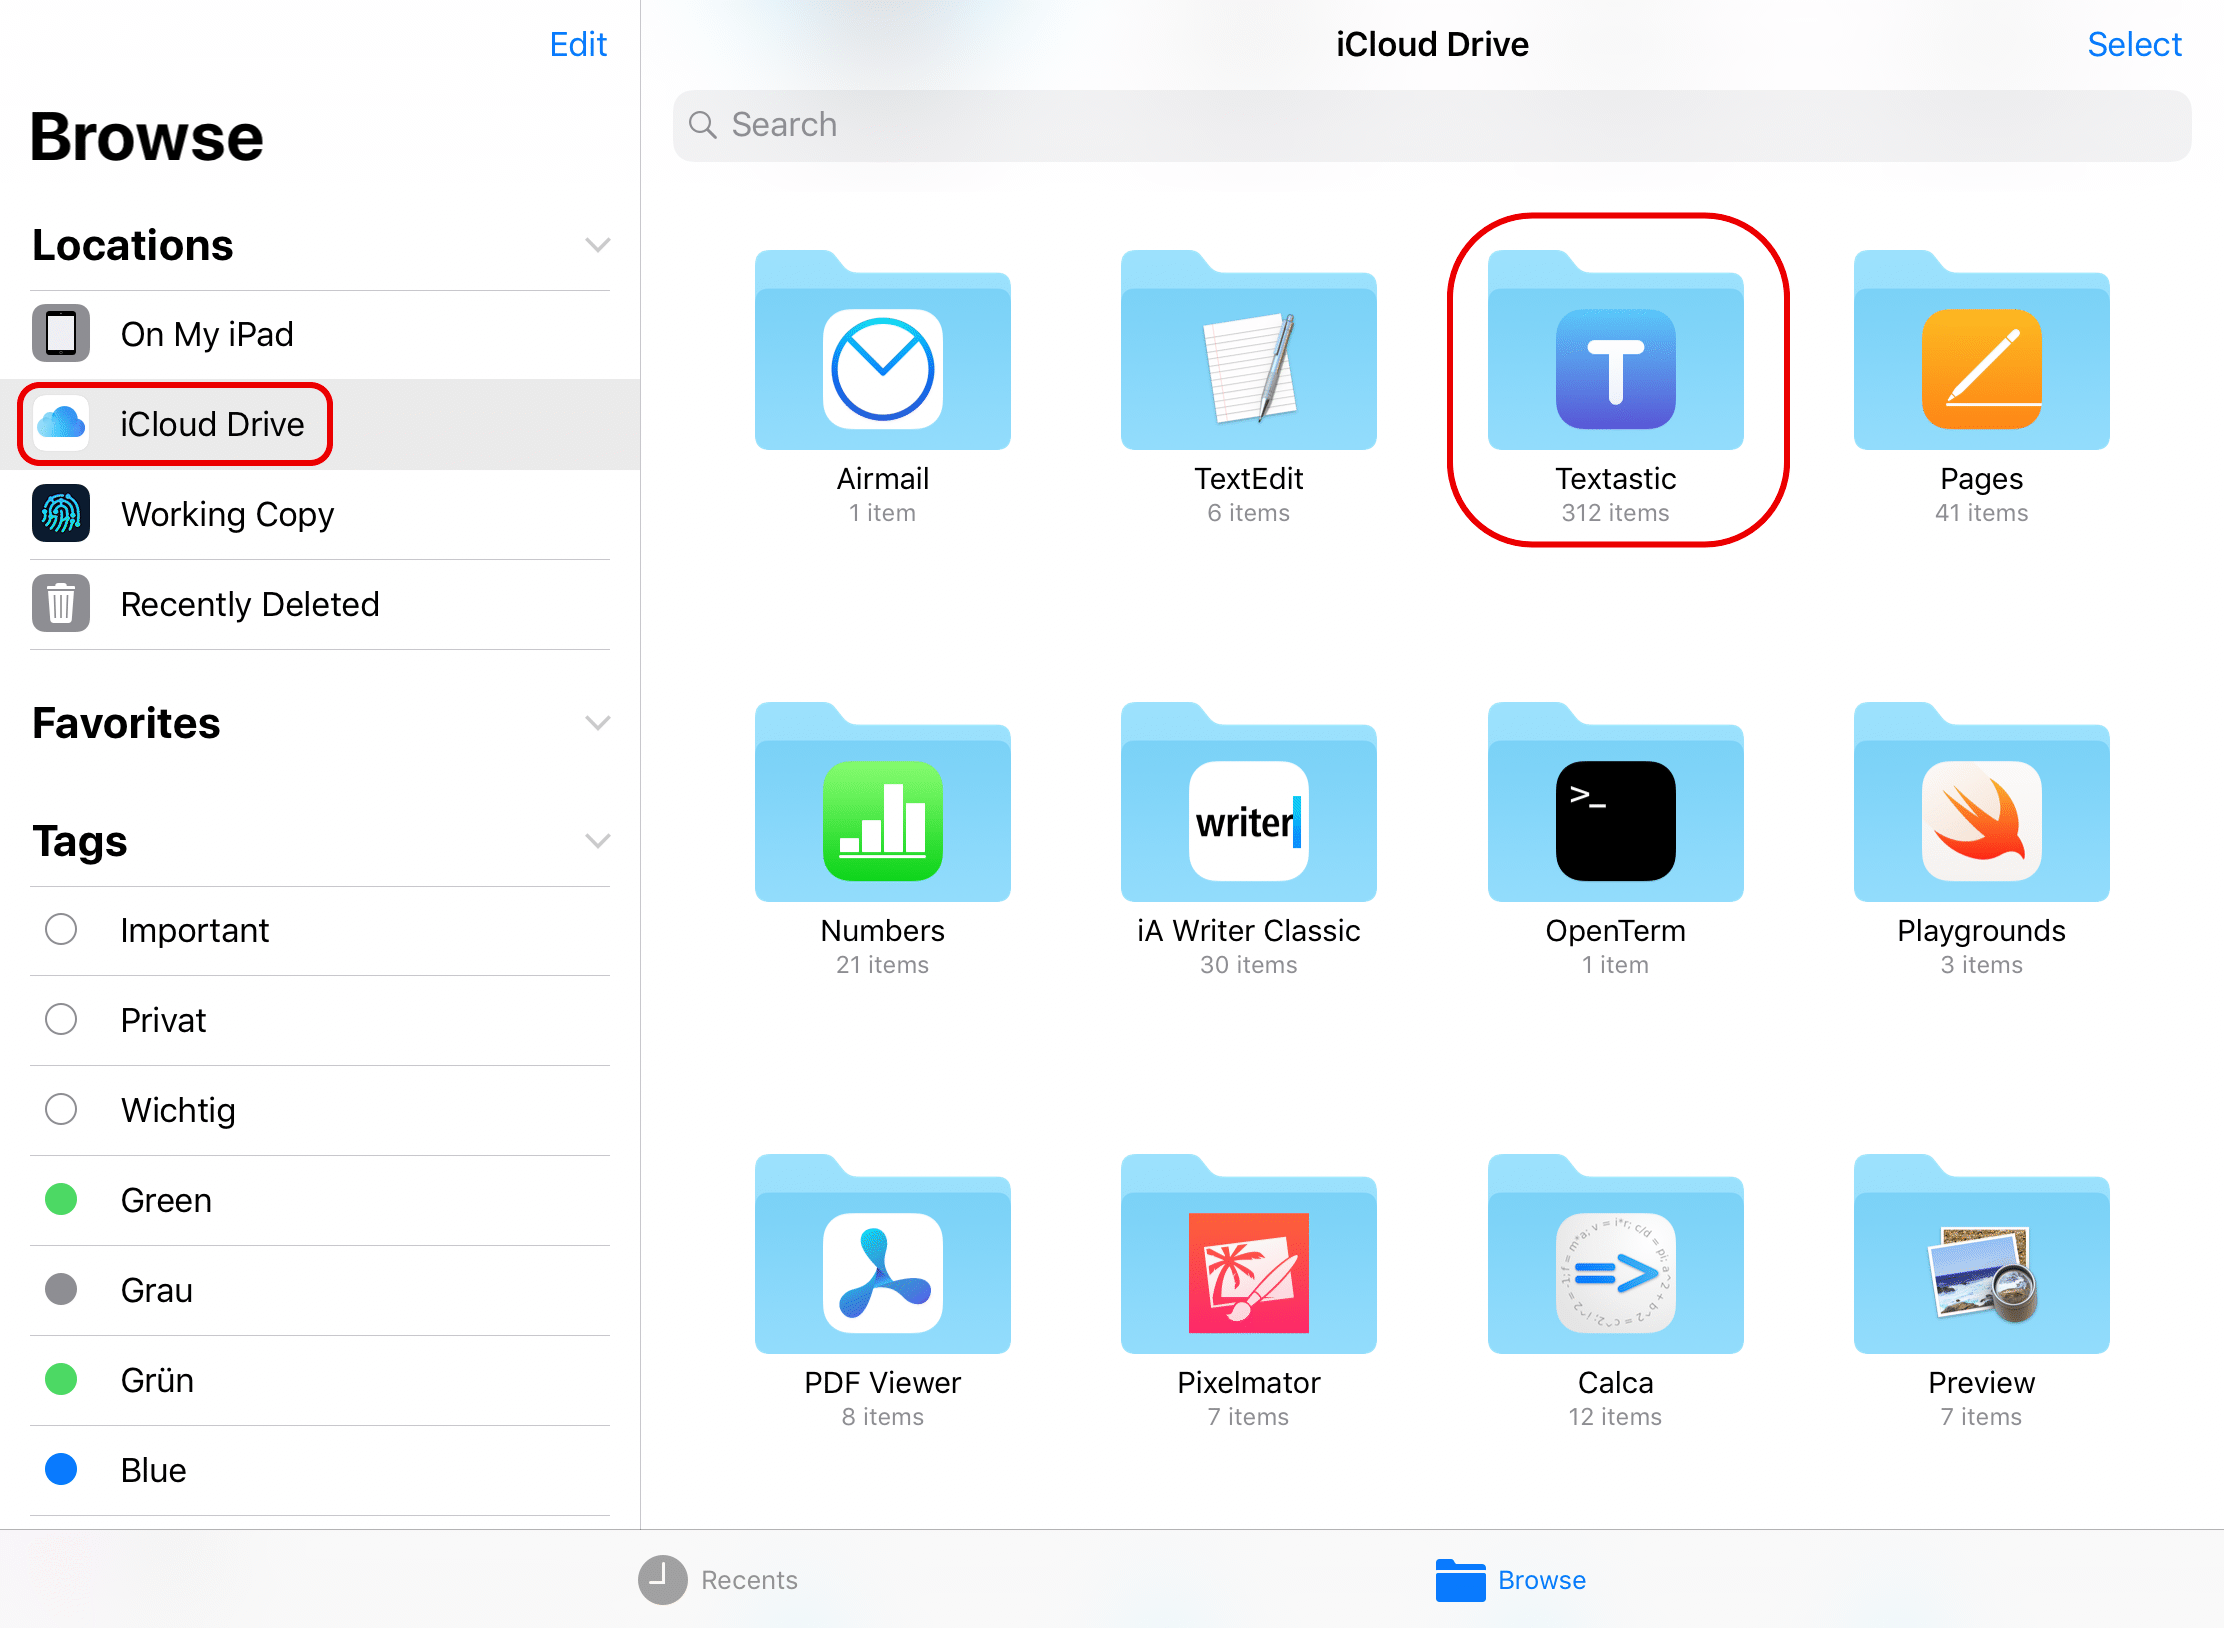 Edit
Browse
Locations
On My iPad
iCloud Drive
Working Copy
Recently Deleted
Favorites
Tags
Important
Privat
Wichtig
Green
Grau
Grün
Blue
iCloud Drive
Select
Search
T
Airmail
TextEdit
Textastic
Pages
1 item
6 items
312 items
41 items
writer
>_
Numbers
iA Writer Classic
OpenTerm
Playgrounds
21 items
30 items
1 item
3 items
=>
PDF Viewer
Pixelmator
Calca
Preview
8 items
7 items
12 items
7 items
Recents
Browse